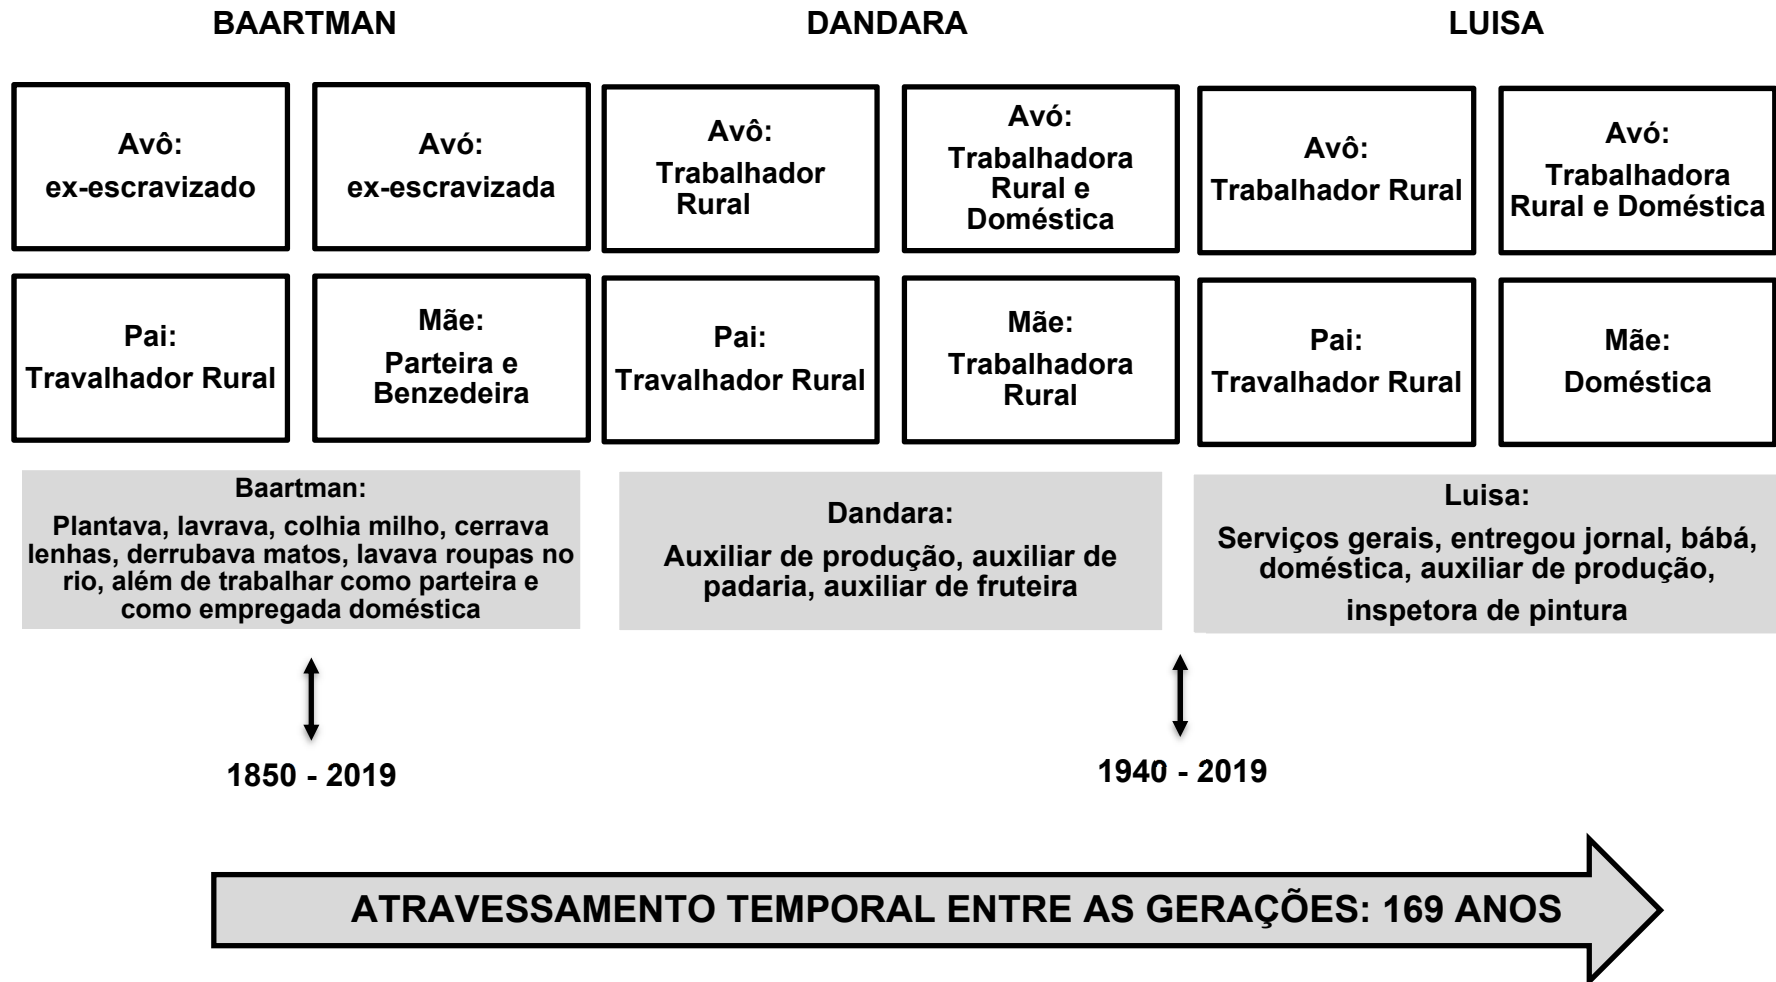 BAARTMAN
DANDARA
LUISA
Avô:
ex-escravizado
Avó:
ex-escravizada
Avô:
Trabalhador
Rural
Avó:
Trabalhadora
Rural e
Doméstica
Avô:
Trabalhador Rural
Avó:
Trabalhadora
Rural e Doméstica
Pai:
Travalhador Rural
Mãe:
Parteira e
Benzedeira
Pai:
Travalhador Rural
Mãe:
Trabalhadora
Rural
Pai:
Travalhador Rural
Mãe:
Doméstica
Baartman:
Plantava, lavrava, colhia milho, cerrava
lenhas, derrubava matos, lavava roupas no
rio, além de trabalhar como parteira e
como empregada doméstica
Dandara:
Auxiliar de produção, auxiliar de
padaria, auxiliar de fruteira
Luisa:
Serviços gerais, entregou jornal, bábá,
doméstica, auxiliar de produção,
inspetora de pintura
1850 - 2019
1940 - 2019
ATRAVESSAMENTO TEMPORAL ENTRE AS GERAÇÕES: 169 ANOS